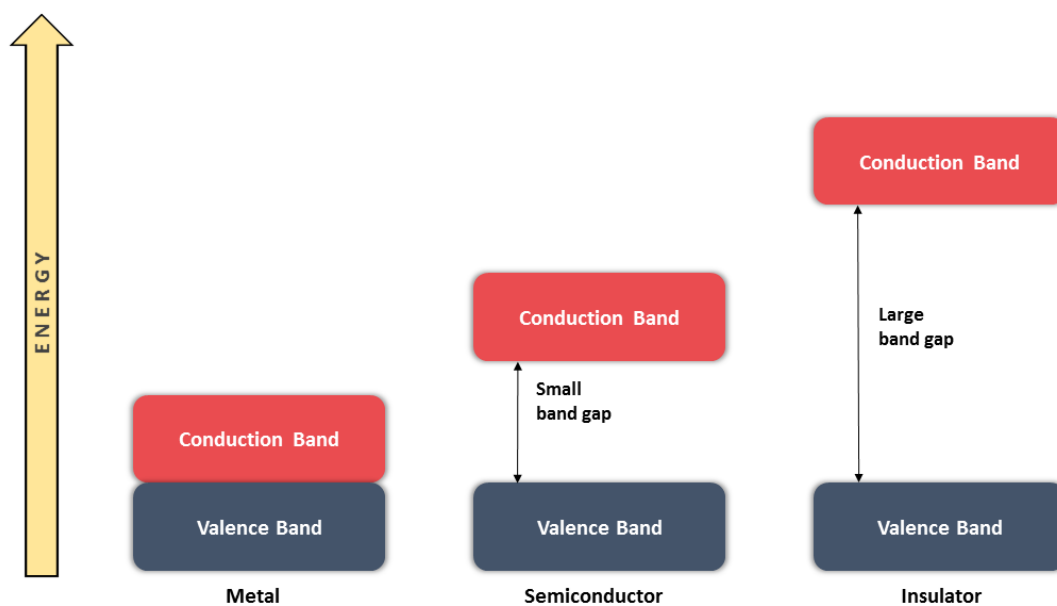 ENERGY
Conduction Band
Valence Band
Metal
Conduction Band
Small
band gap
Valence Band
Semiconductor
Conduction Band
Large
band gap
Valence Band
Insulator